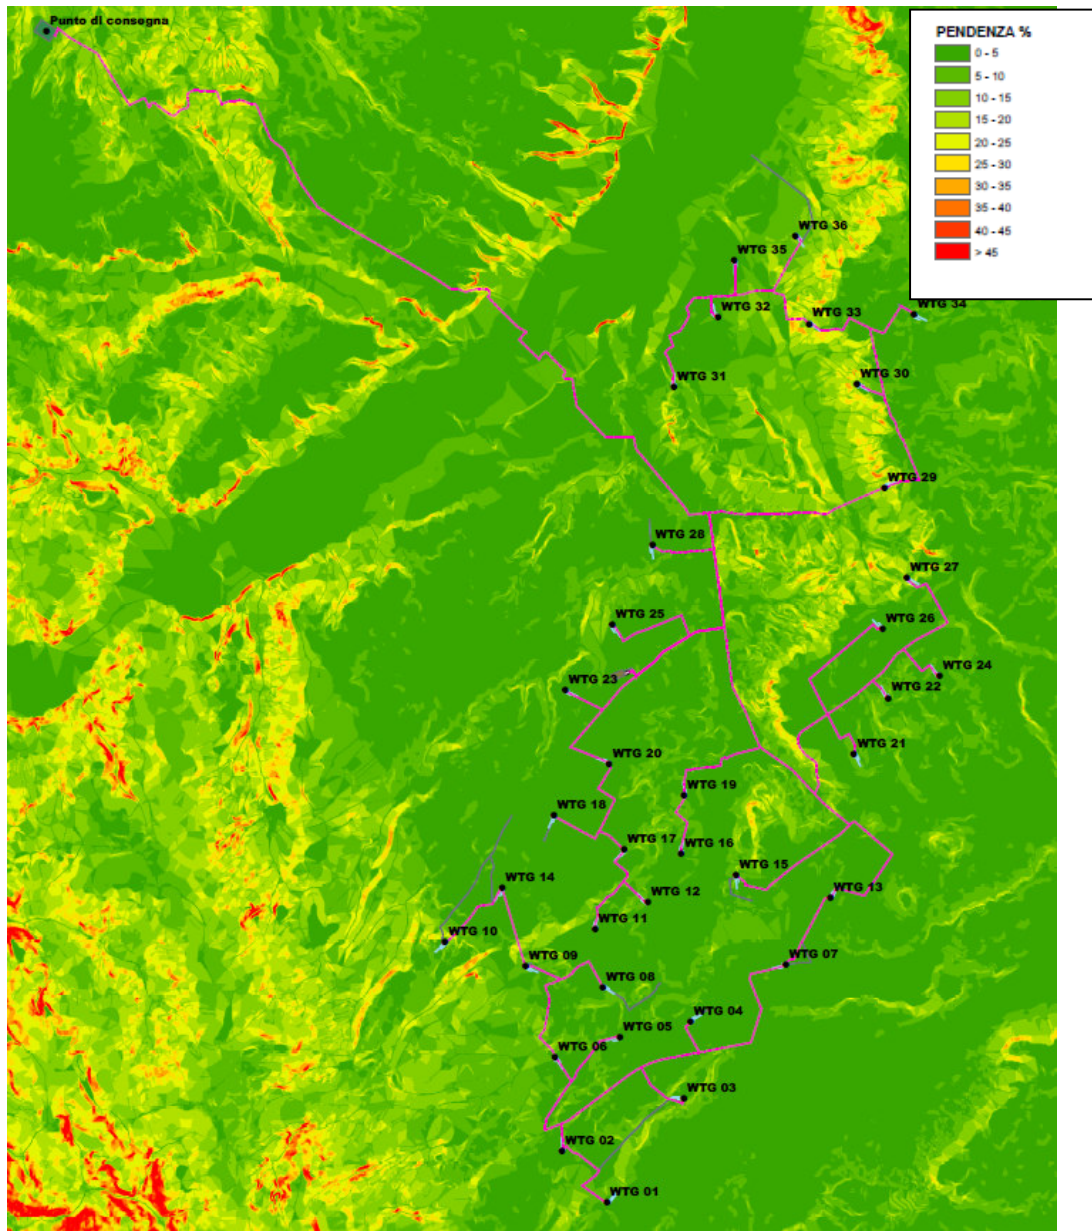 Punto di consegna
PENDENZA %
0 - 5
5 - 10
10 - 15
15 - 20
20 - 25
25 - 30
30 - 35
35 - 40
40 - 45
> 45
WTG 36
WTG 35
WTG 34
WTG 32
WTG 33
WTG 31
WTG 30
WTG 29
WTG 28
WTG 27
WTG 25
WTG 26
WTG 24
WTG 23
WTG 22
WTG 21
WTG 20
WTG 19
WTG 18
WTG 17
WTG 16
WTG 15
WTG 14
WTG 12
WTG 13
WTG 11
WTG 10
WTG 09
WTG 07
WTG 08
WTG 04
WTG 05
WTG 06
WTG 03
WTG 02
WTG 01